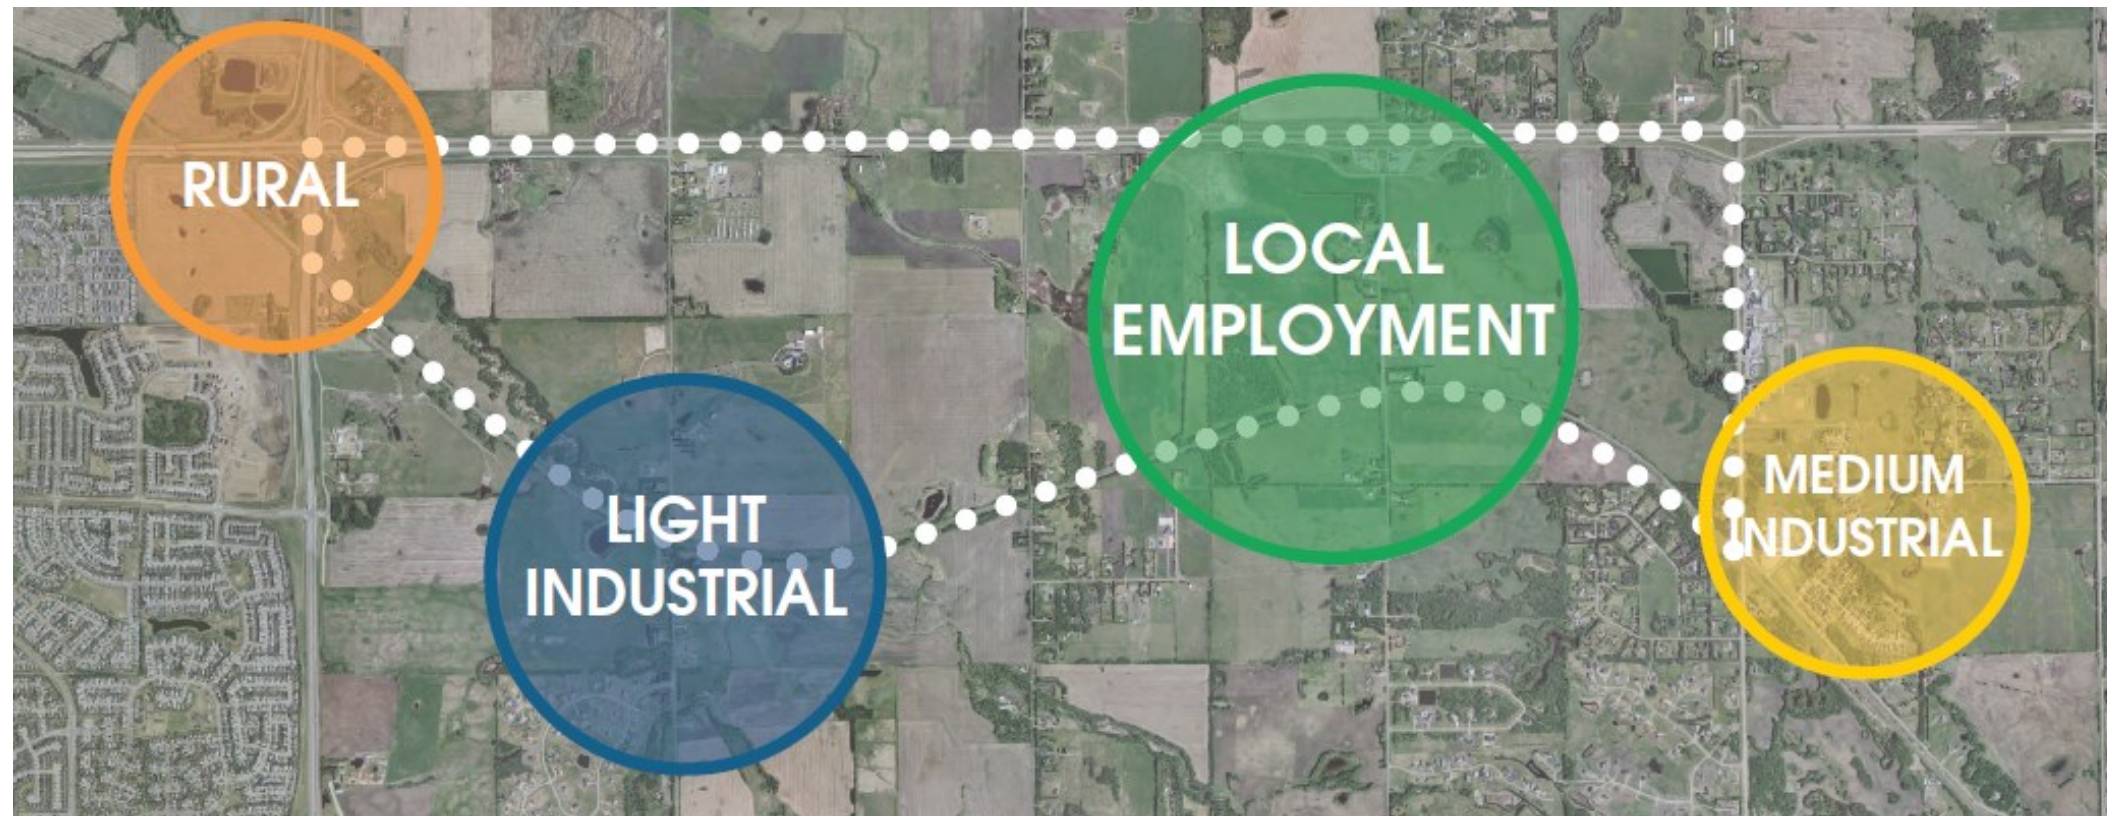 RURAL
LOCAL
EMPLOYMENT
LIGHT
INDUSTRIAL
MEDIUM
INDUSTRIAL